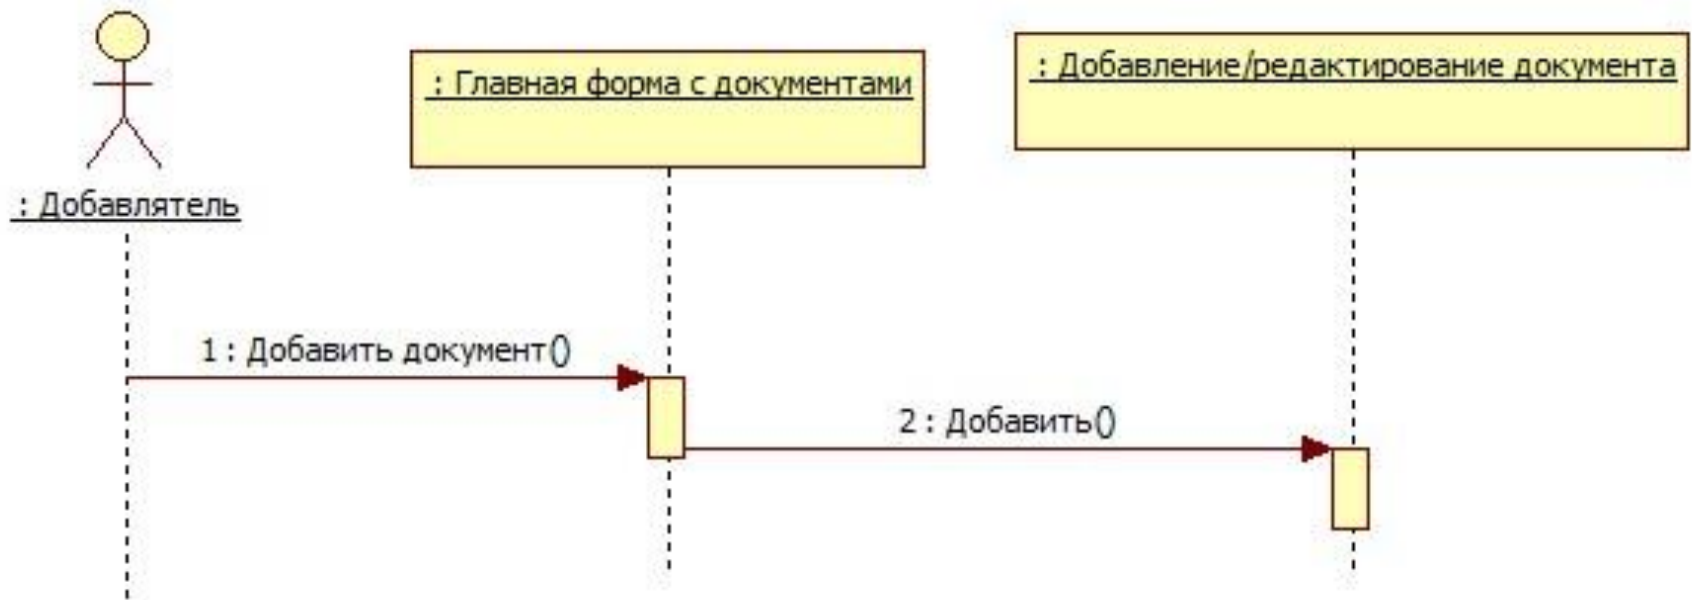 : Главная форма с документами
: Добавление/редактирование документа
: Добавлятель
1 : Добавить документ()
2 : Добавить()